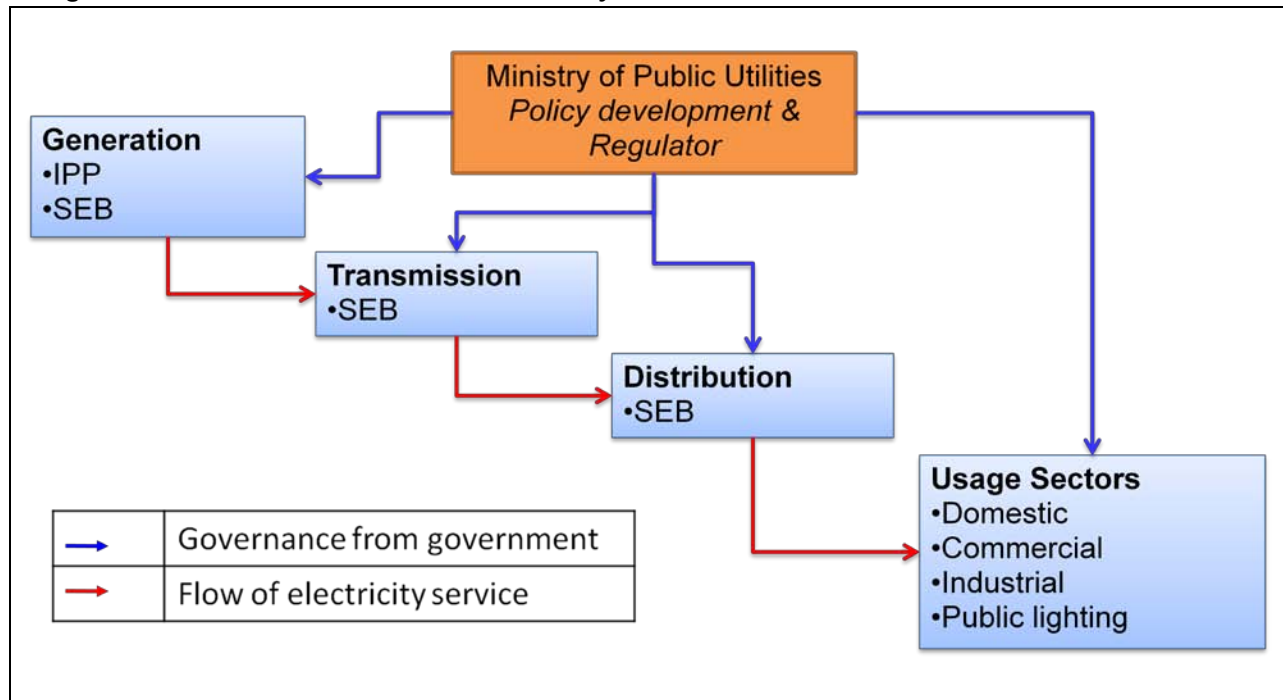 Ministry of Public Utilities
Policy development &
Regulator
Generation
•IPP
•SEB
Transmission
•SEB
Distribution
•SEB
Usage Sectors
•Domestic
•Commercial
•Industrial
•Public lighting
Governance from government
Flow of electricity service